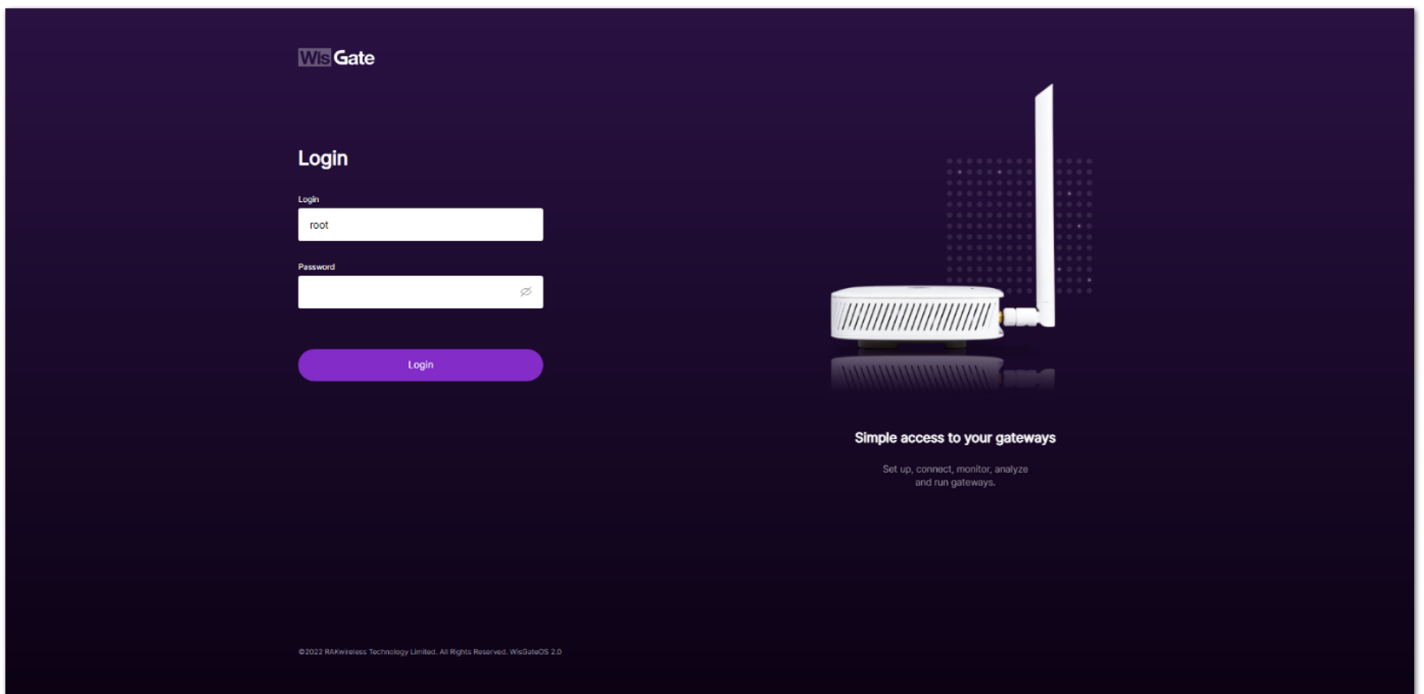 WisGate
Login
Login
root
Password
Login
Simple access to your gateways
Set up, connect, monitor, analyze
and run gateways.
©2022 RAKwireless Technology Limited. All Rights Reserved. WisGateOS 2.0